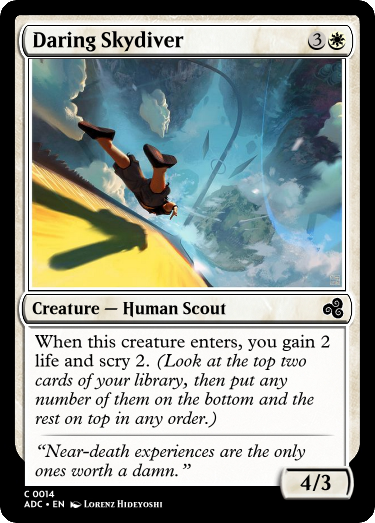 Daring Skydiver 3
Creature — Human Scout
When this creature enters, you gain 2
life and scry 2. (Look at the top two
cards of your library, then put any
number of them on the bottom and the
rest on top in any order.)
“Near-death experiences are the only
ones worth a damn.”
4/3
C 0014
ADC • EN Lorenz Hideyoshi